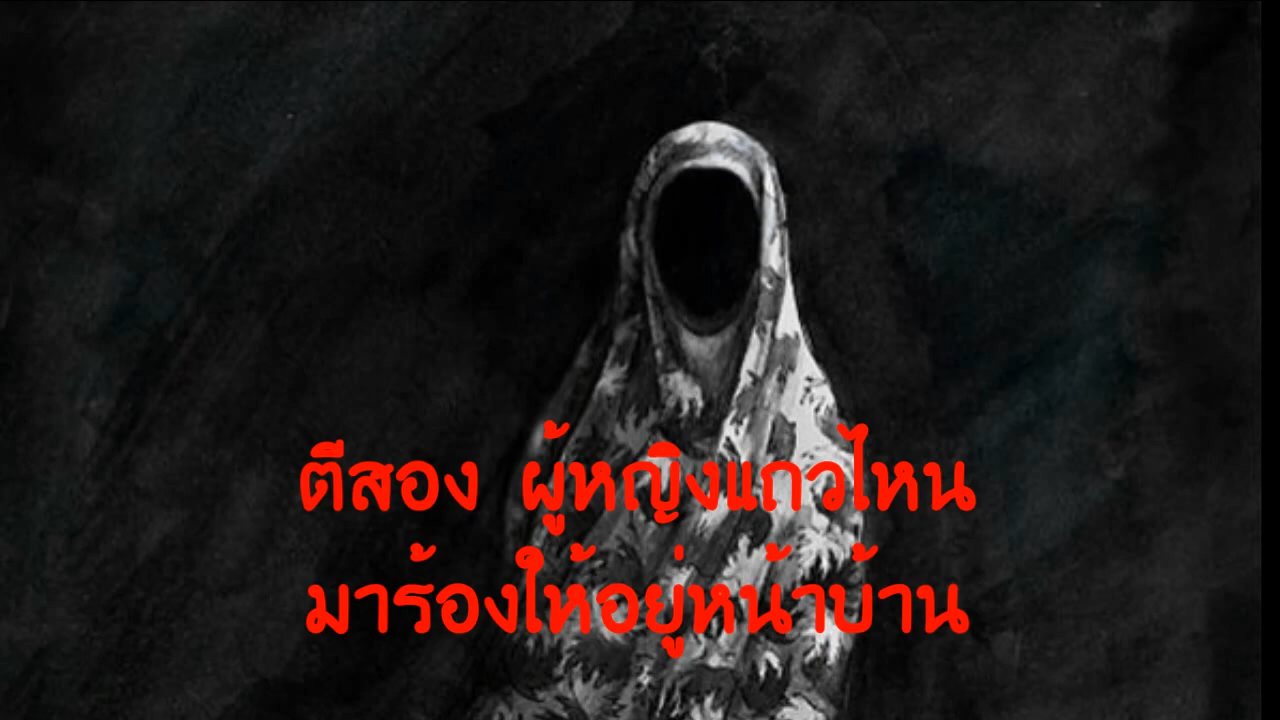 ตีสอง ผู้หญิงแถวไหน
มาร้องให้อยู่หน้าบ้าน